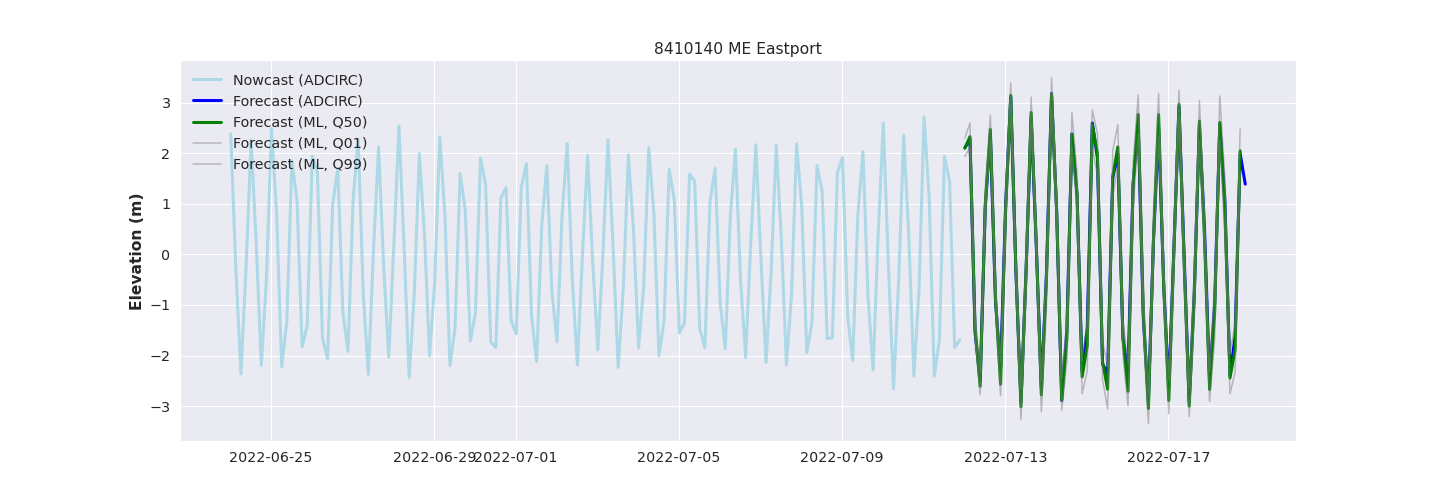 8410140 ME Eastport
Nowcast (ADCIRC)
Forecast (ADCIRC)
Forecast (ML, Q50)
Forecast (ML, Q01)
Forecast (ML, Q99)
Elevation (m)
3
2
1
0
−1
−2
−3
2022-06-25 2022-06-29 2022-07-01 2022-07-05 2022-07-09 2022-07-13 2022-07-17